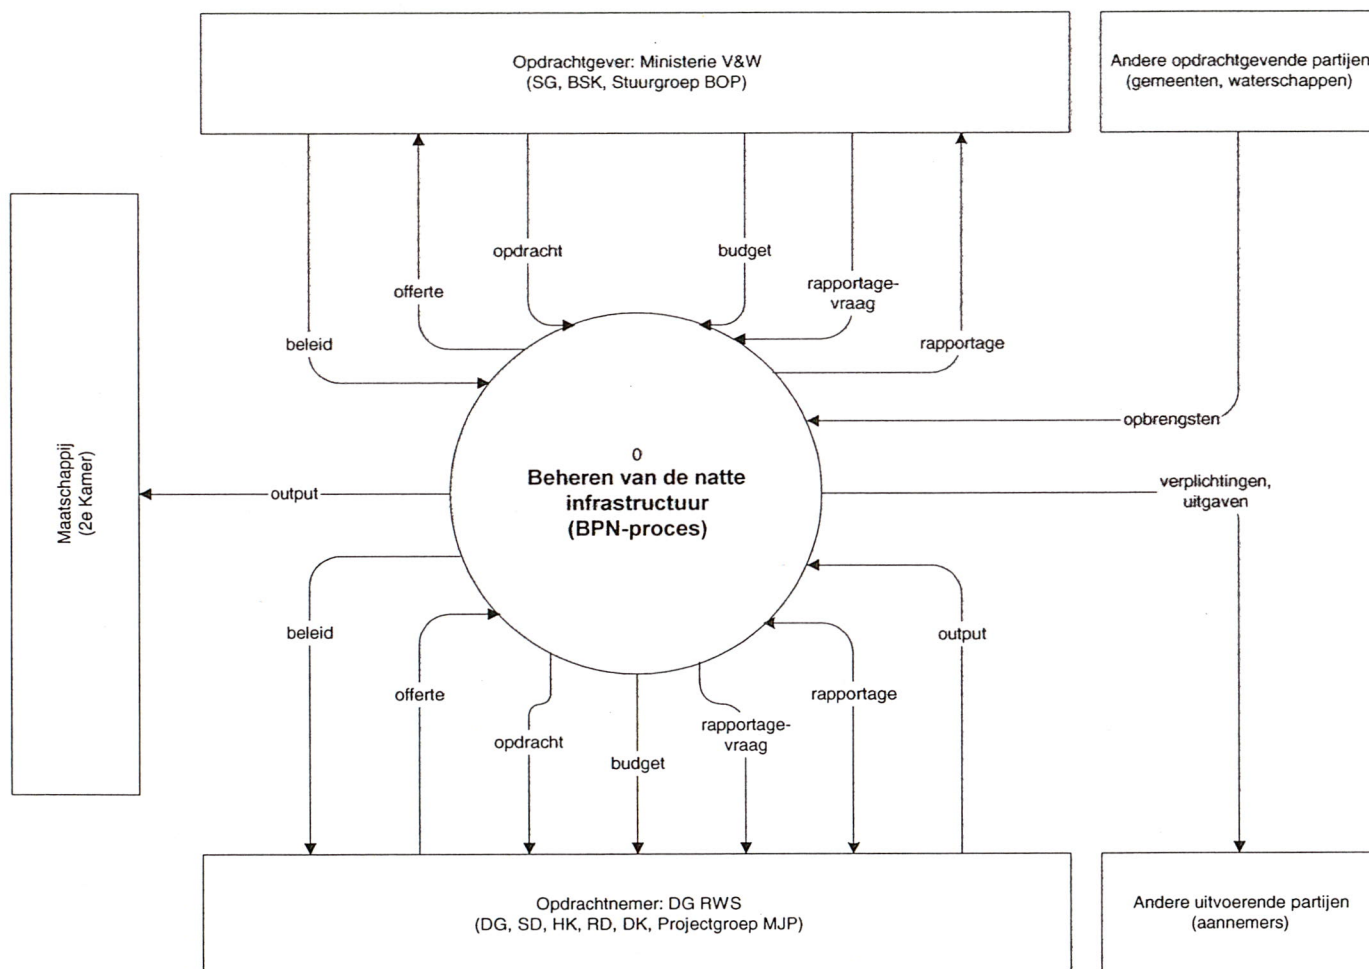 Opdrachtgever: Ministerie V&W
(SG, BSK, Stuurgroep BOP)
Andere opdrachtgevende partijen
(gemeenten, waterschappen)
opdracht
budget
offerte
rapportage-
vraag
beleid
rapportage
opbrengsten
Maatschappij
(2e Kamer)
0
Beheren van de natte
infrastructuur
(BPN-proces)
output
verplichtingen,
uitgaven
beleid
output
offerte
rapportage
opdracht
rapportage-
vraag
budget
Opdrachtnemer: DG RWS
(DG, SD, HK, RD, DK, Projectgroep MJP)
Andere uitvoerende partijen
(aannemers)